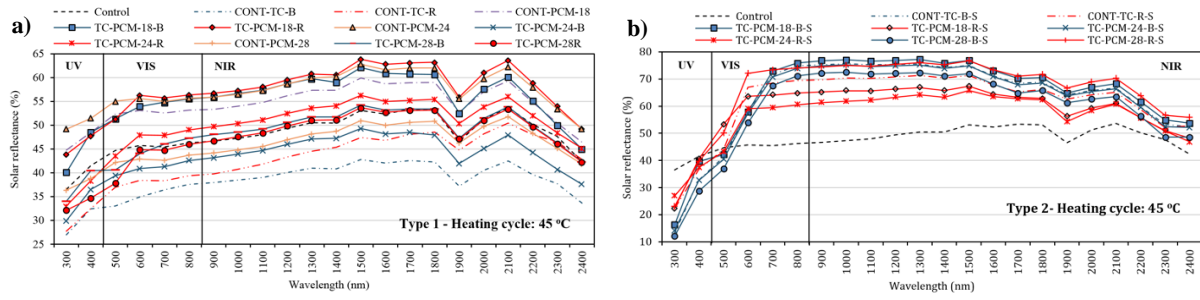 a)
Control
CONT-TC-B
CONT-TC-R
CONT-PCM-18
TC-PCM-18-B
TC-PCM-18-R
CONT-PCM-24
TC-PCM-24-B
TC-PCM-24-R
CONT-PCM-28
TC-PCM-28-B
TC-PCM-28R
Solar reflectance (%)
65
60
55
50
45
40
35
30
25
UV
VIS
NIR
Type 1 - Heating cycle: 45 ºC
300 400 500 600 700 800 900 1000 1100 1200 1300 1400 1500 1600 1700 1800 1900 2000 2100 2200 2300 2400
Wavelength (nm)
b)
Control
CONT-TC-B-S
CONT-TC-R-S
TC-PCM-18-B-S
TC-PCM-18-R-S
TC-PCM-24-B-S
TC-PCM-24-R-S
TC-PCM-28-B-S
TC-PCM-28-R-S
Solar reflectance (%)
80
70
60
50
40
30
20
10
UV
VIS
NIR
Type 2- Heating cycle: 45 ºC
300 400 500 600 700 800 900 1000 1100 1200 1300 1400 1500 1600 1700 1800 1900 2000 2100 2200 2300 2400
Wavelength (nm)